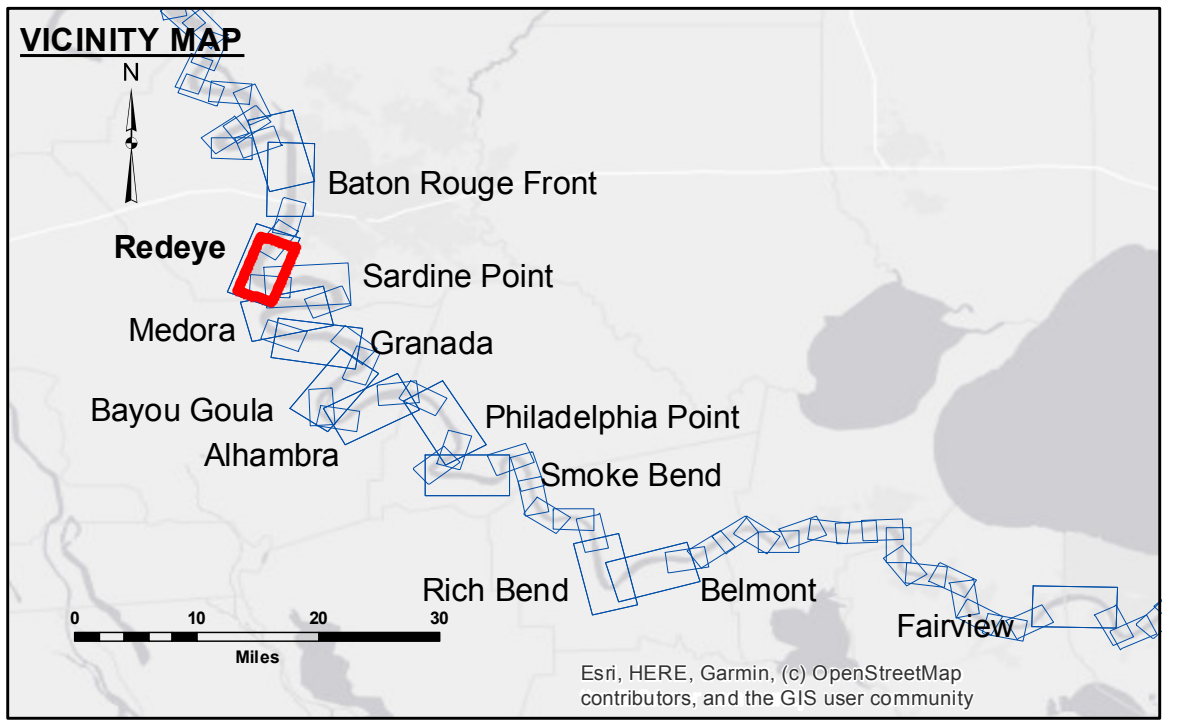 VICINITY MAP
N
Baton Rouge Front
Redeye
Sardine Point
Medora
Granada
Bayou Goula
Philadelphia Point
Alhambra
Smoke Bend
Rich Bend
Belmont
Fairview
0 10 20 30
Miles
Esri, HERE, Garmin, (c) OpenStreetMap
contributors, and the GIS user community